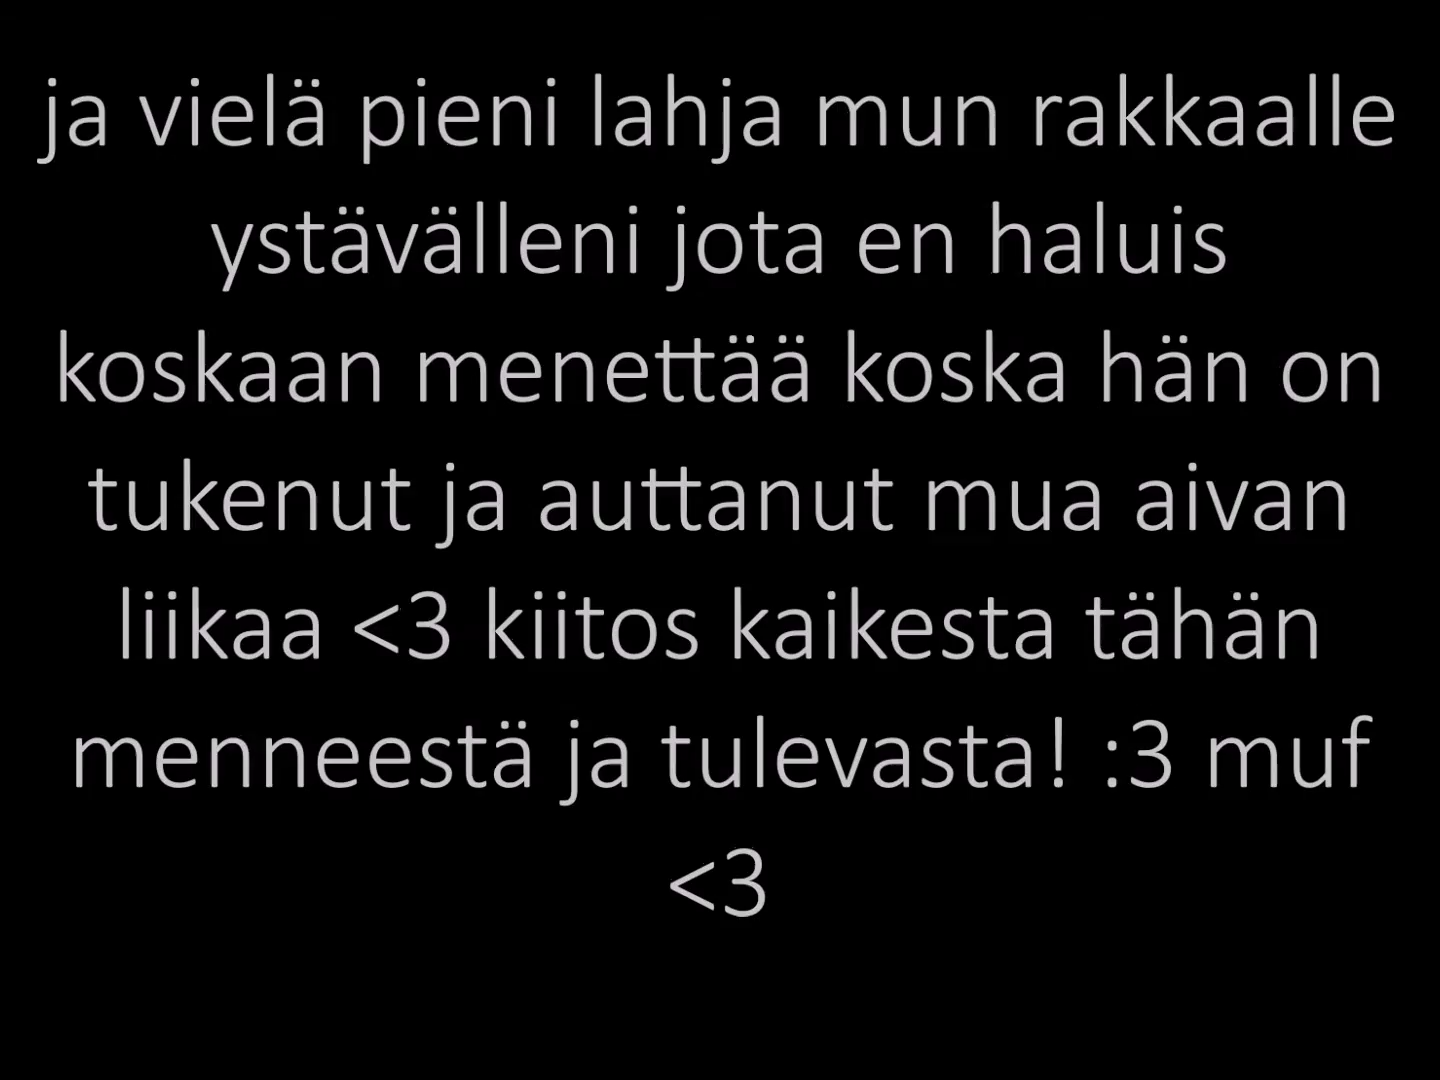 ja vielä pieni lahja mun rakkaalle
ystävälleni jota en haluis
koskaan menettää koska hän on
tukenut ja auttanut mua aivan
liikaa <3 kiitos kaikesta tähän
menneestä ja tulevasta! :3 muf
<3